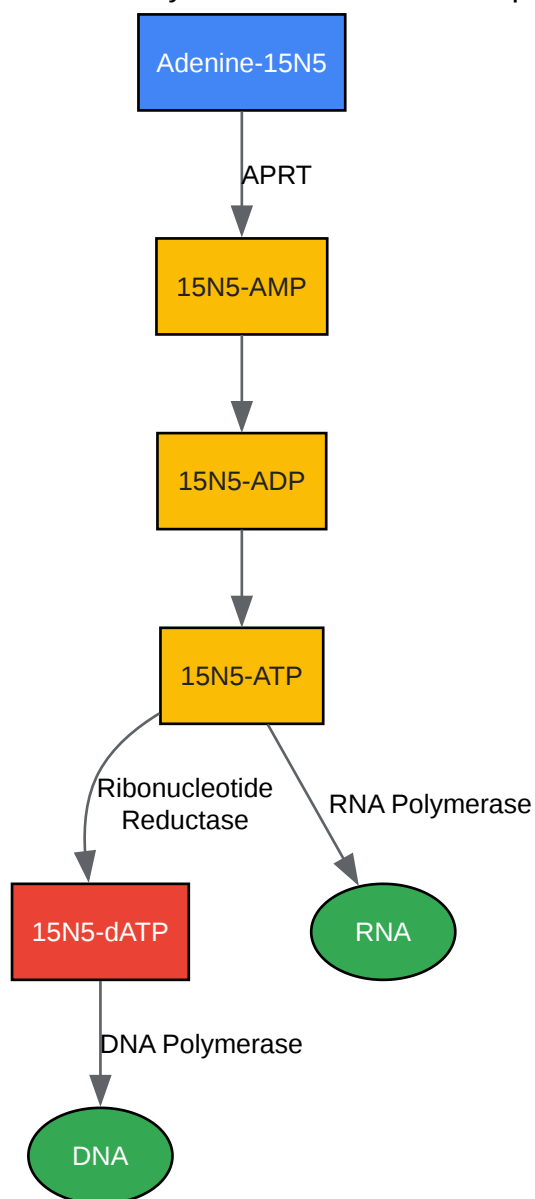 Adenine-15N5
APRT
15N5-AMP
15N5-ADP
15N5-ATP
Ribonucleotide
Reductase
RNA Polymerase
15N5-dATP
RNA
DNA Polymerase
DNA